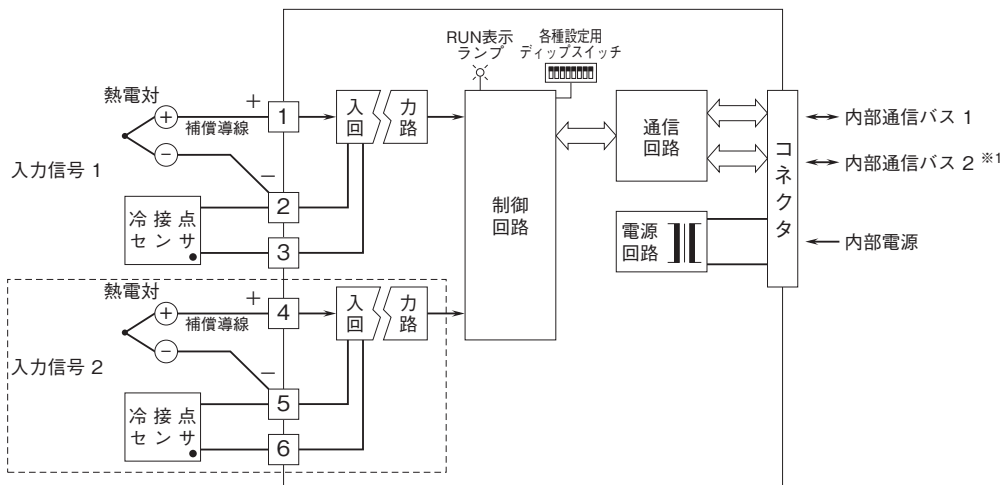 RUN表示
ランプ
各種設定用
ディップスイッチ
熱電対
+
補償導線
−
入力信号 1
−
冷 接 点
セ ン サ
1
2
3
入
回
力
路
制御
回路
通信
回路
電源
回路
コネクタ
内部通信バス 1
内部通信バス 2 ※1
内部電源
熱電対
+
補償導線
−
入力信号 2
−
冷 接 点
セ ン サ
+
4
5
6
入
回
力
路
+